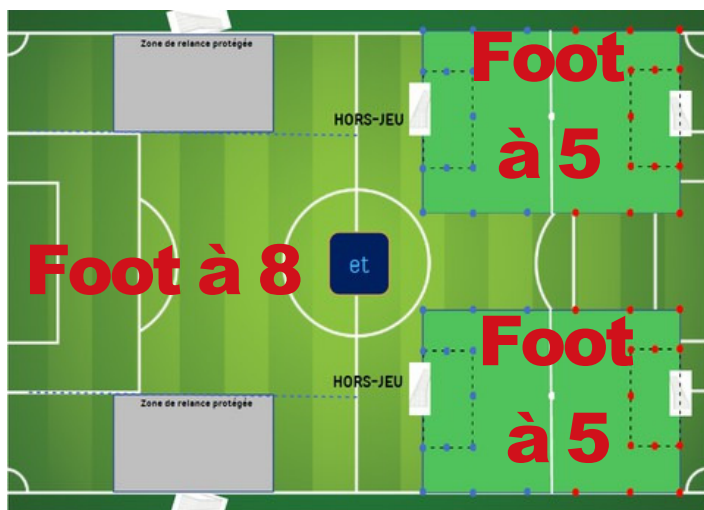 Zone de relance protégée
HORS-JEU
Foot
à 5
Foot à 8
et
HORS-JEU
Zone de relance protégée
Foot
à 5